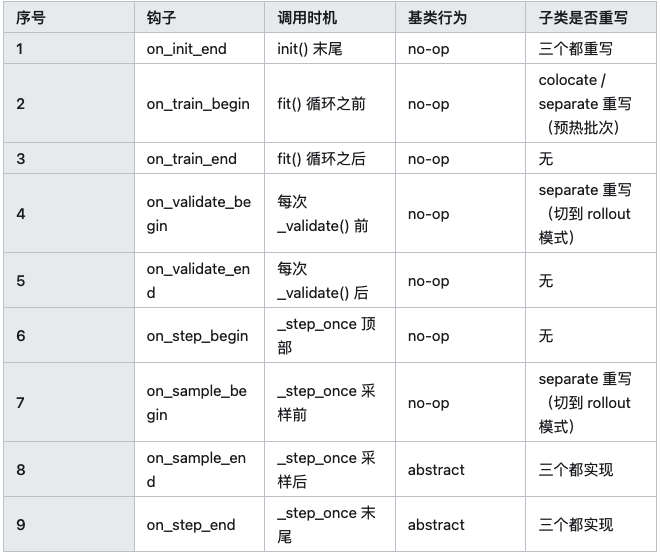 序号 钩子 调用时机 基类行为 子类是否重写
1 on_init_end init() 末尾 no-op 三个都重写
2 on_train_begin fit() 循环之前 no-op colocate /
separate 重写
（预热批次）
3 on_train_end fit() 循环之后 no-op 无
4 on_validate_be
gin 每次
_validate() 前 no-op separate 重写
（切到 rollout
模式）
5 on_validate_en
d 每次
_validate() 后 no-op 无
6 on_step_begin _step_once 顶
部 no-op 无
7 on_sample_be
gin _step_once 采
样前 no-op separate 重写
（切到 rollout
模式）
8 on_sample_en
d _step_once 采
样后 abstract 三个都实现
9 on_step_end _step_once 末
尾 abstract 三个都实现